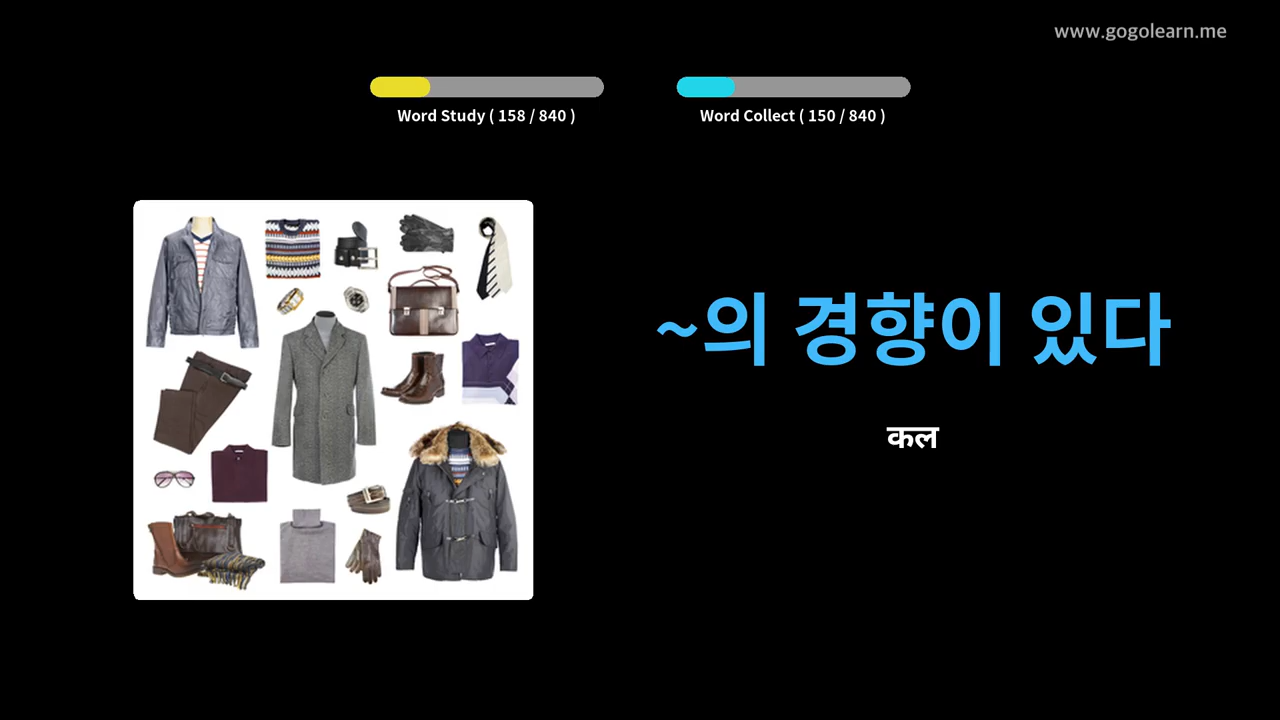 www.gogolearn.me
Word Study ( 158 / 840 )
Word Collect ( 150 / 840 )
~의 경향이 있다
कल